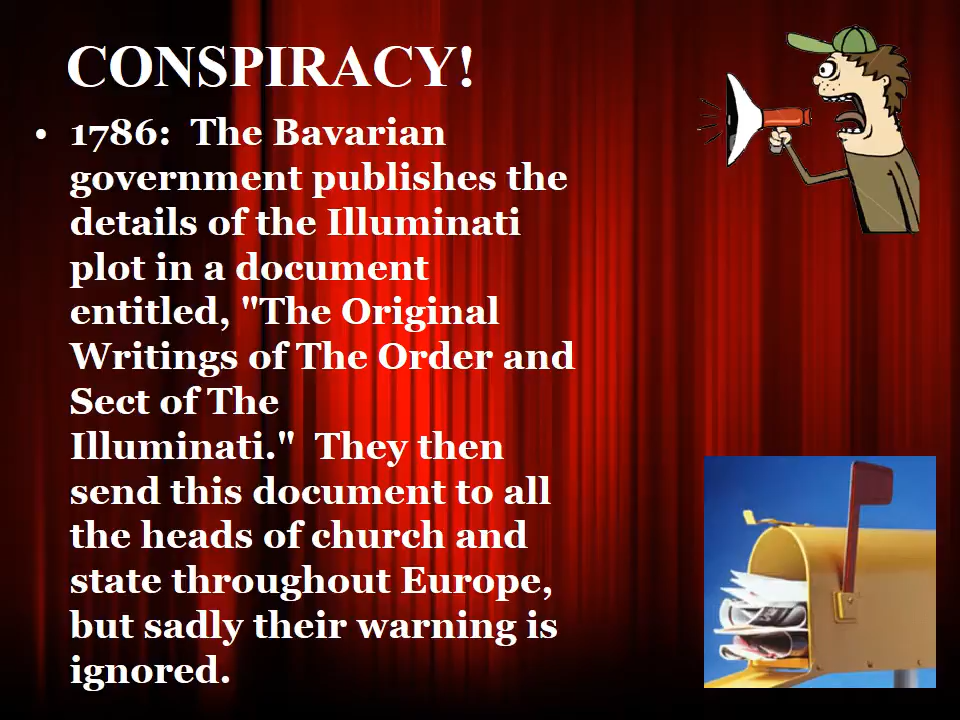 CONSPIRACY!
• 1786:  The Bavarian
government publishes the
details of the Illuminati
plot in a document
entitled, "The Original
Writings of The Order and
Sect of The
Illuminati."  They then
send this document to all
the heads of church and
state throughout Europe,
but sadly their warning is
ignored.